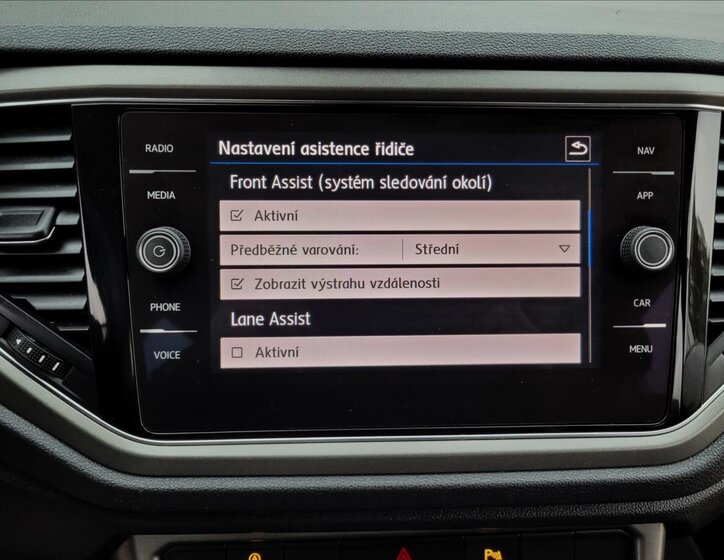 RADIO
MEDIA
PHONE
VOICE
Nastavení asistence řidiče
Front Assist (systém sledování okolí)
Aktivní
Předběžné varování: Střední
Zobrazit výstrahu vzdálenosti
Lane Assist
Aktivní
NAV
APP
CAR
MENU